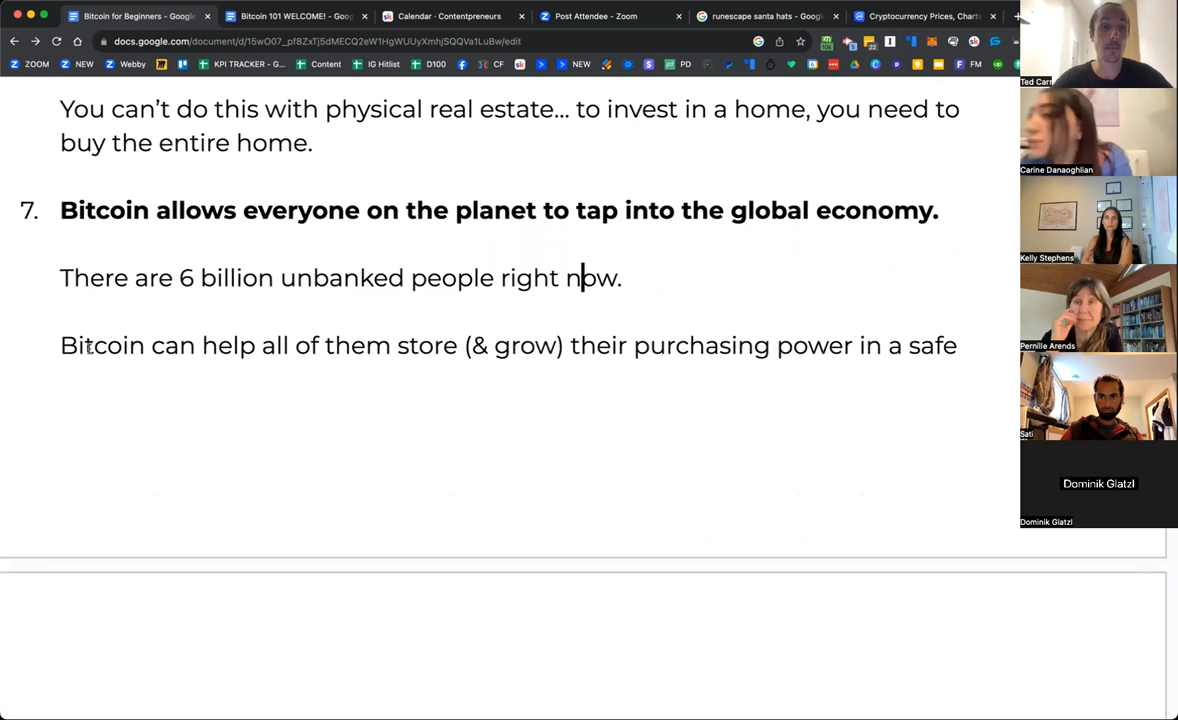 Bitcoin for Beginners - Google
Bitcoin 101 WELCOME! - Goog
Calendar · Contentpreneurs
Post Attendee - Zoom
runescape santa hats - Google
Cryptocurrency Prices, Charts
docs.google.com/document/d/15wO07_pf8ZxTj5dMECQ2eW1HgWUUyXmhjSQQVa1LuBw/edit
ZOOM
NEW
Webby
KPI TRACKER - G...
Content
IG Hitlist
D100
CF
NEW
PD
FM
You can't do this with physical real estate... to invest in a home, you need to
buy the entire home.
7. Bitcoin allows everyone on the planet to tap into the global economy.
There are 6 billion unbanked people right now.
Bitcoin can help all of them store (& grow) their purchasing power in a safe
Ted Carr
Carine Danaoghlian
Kelly Stephens
Pernille Arends
Sati
Dominik Glatzl
Dominik Glatzl